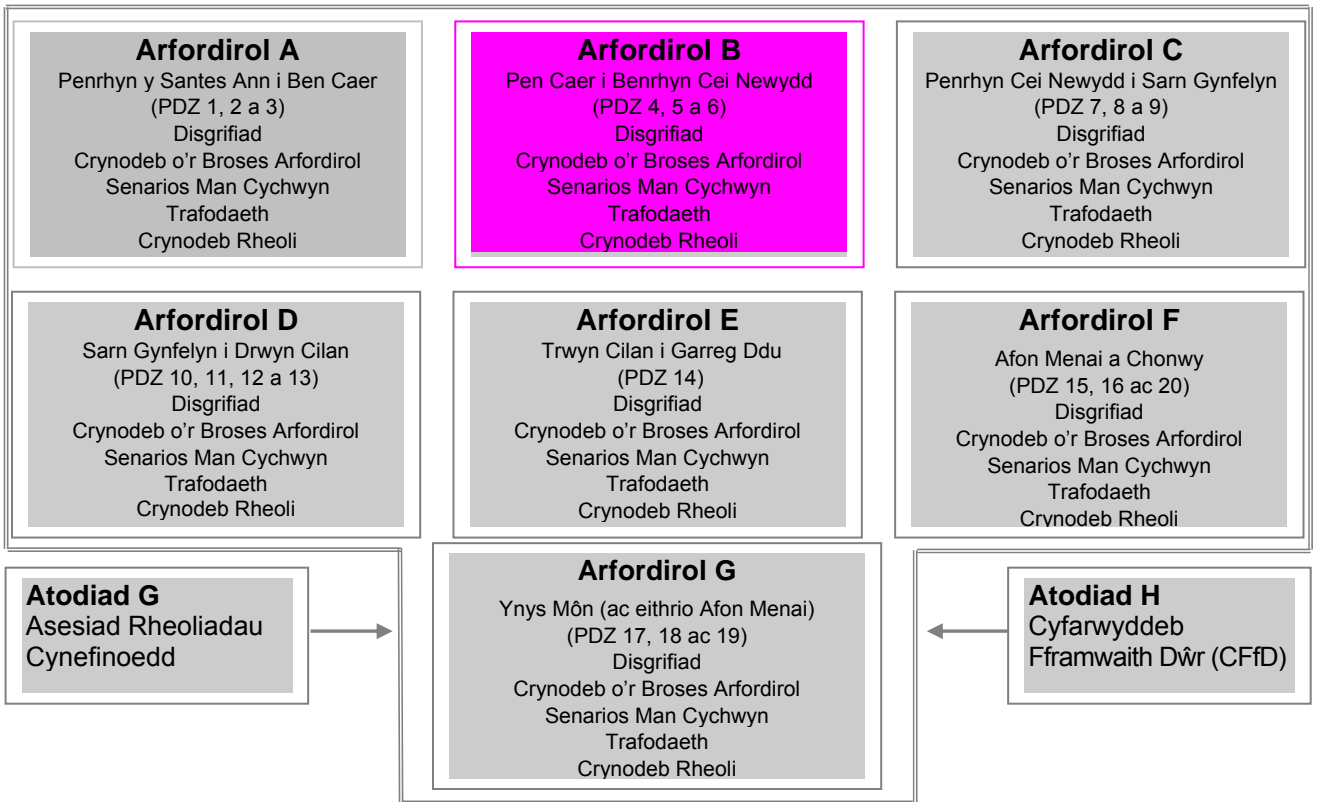 Arfordirol A
Penrhyn y Santes Ann i Ben Caer
(PDZ 1, 2 a 3)
Disgrifiad
Crynodeb o'r Broses Arfordirol
Senarios Man Cychwyn
Trafodaeth
Crynodeb Rheoli
Arfordirol B
Pen Caer i Benrhyn Cei Newydd
(PDZ 4, 5 a 6)
Disgrifiad
Crynodeb o'r Broses Arfordirol
Senarios Man Cychwyn
Trafodaeth
Crynodeb Rheoli
Arfordirol C
Penrhyn Cei Newydd i Sarn Gynfelyn
(PDZ 7, 8 a 9)
Disgrifiad
Crynodeb o'r Broses Arfordirol
Senarios Man Cychwyn
Trafodaeth
Crynodeb Rheoli
Arfordirol D
Sarn Gynfelyn i Drwyn Cilan
(PDZ 10, 11, 12 a 13)
Disgrifiad
Crynodeb o'r Broses Arfordirol
Senarios Man Cychwyn
Trafodaeth
Crynodeb Rheoli
Arfordirol E
Trwyn Cilan i Garreg Ddu
(PDZ 14)
Disgrifiad
Crynodeb o'r Broses Arfordirol
Senarios Man Cychwyn
Trafodaeth
Crynodeb Rheoli
Arfordirol F
Afon Menai a Chonwy
(PDZ 15, 16 ac 20)
Disgrifiad
Crynodeb o'r Broses Arfordirol
Senarios Man Cychwyn
Trafodaeth
Crynodeb Rheoli
Atodiad G
Asesiad Rheoliadau
Cynefinoedd
Arfordirol G
Ynys Môn (ac eithrio Afon Menai)
(PDZ 17, 18 ac 19)
Disgrifiad
Crynodeb o'r Broses Arfordirol
Senarios Man Cychwyn
Trafodaeth
Crynodeb Rheoli
Atodiad H
Cyfarwyddeb
Fframwaith Dŵr (CFfD)